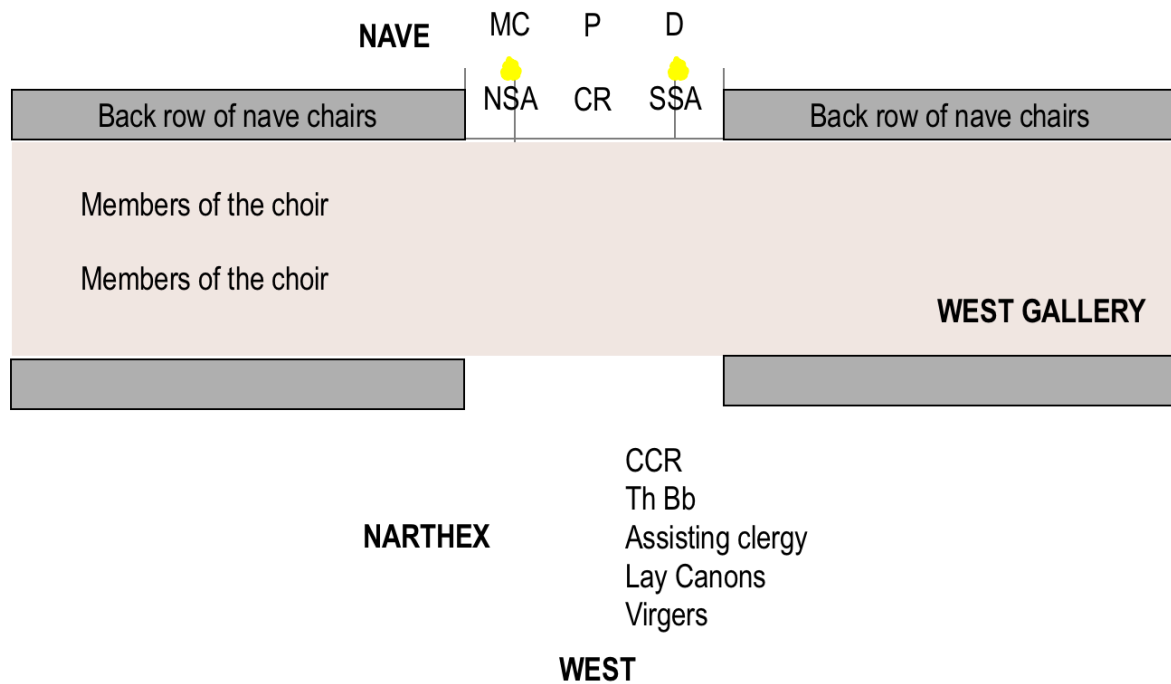 NAVE MC P D
NSA CR SSA
Back row of nave chairs Back row of nave chairs
Members of the choir
Members of the choir
WEST GALLERY
CCR
Th Bb
NARTHEX Assisting clergy
Lay Canons
Virgers
WEST